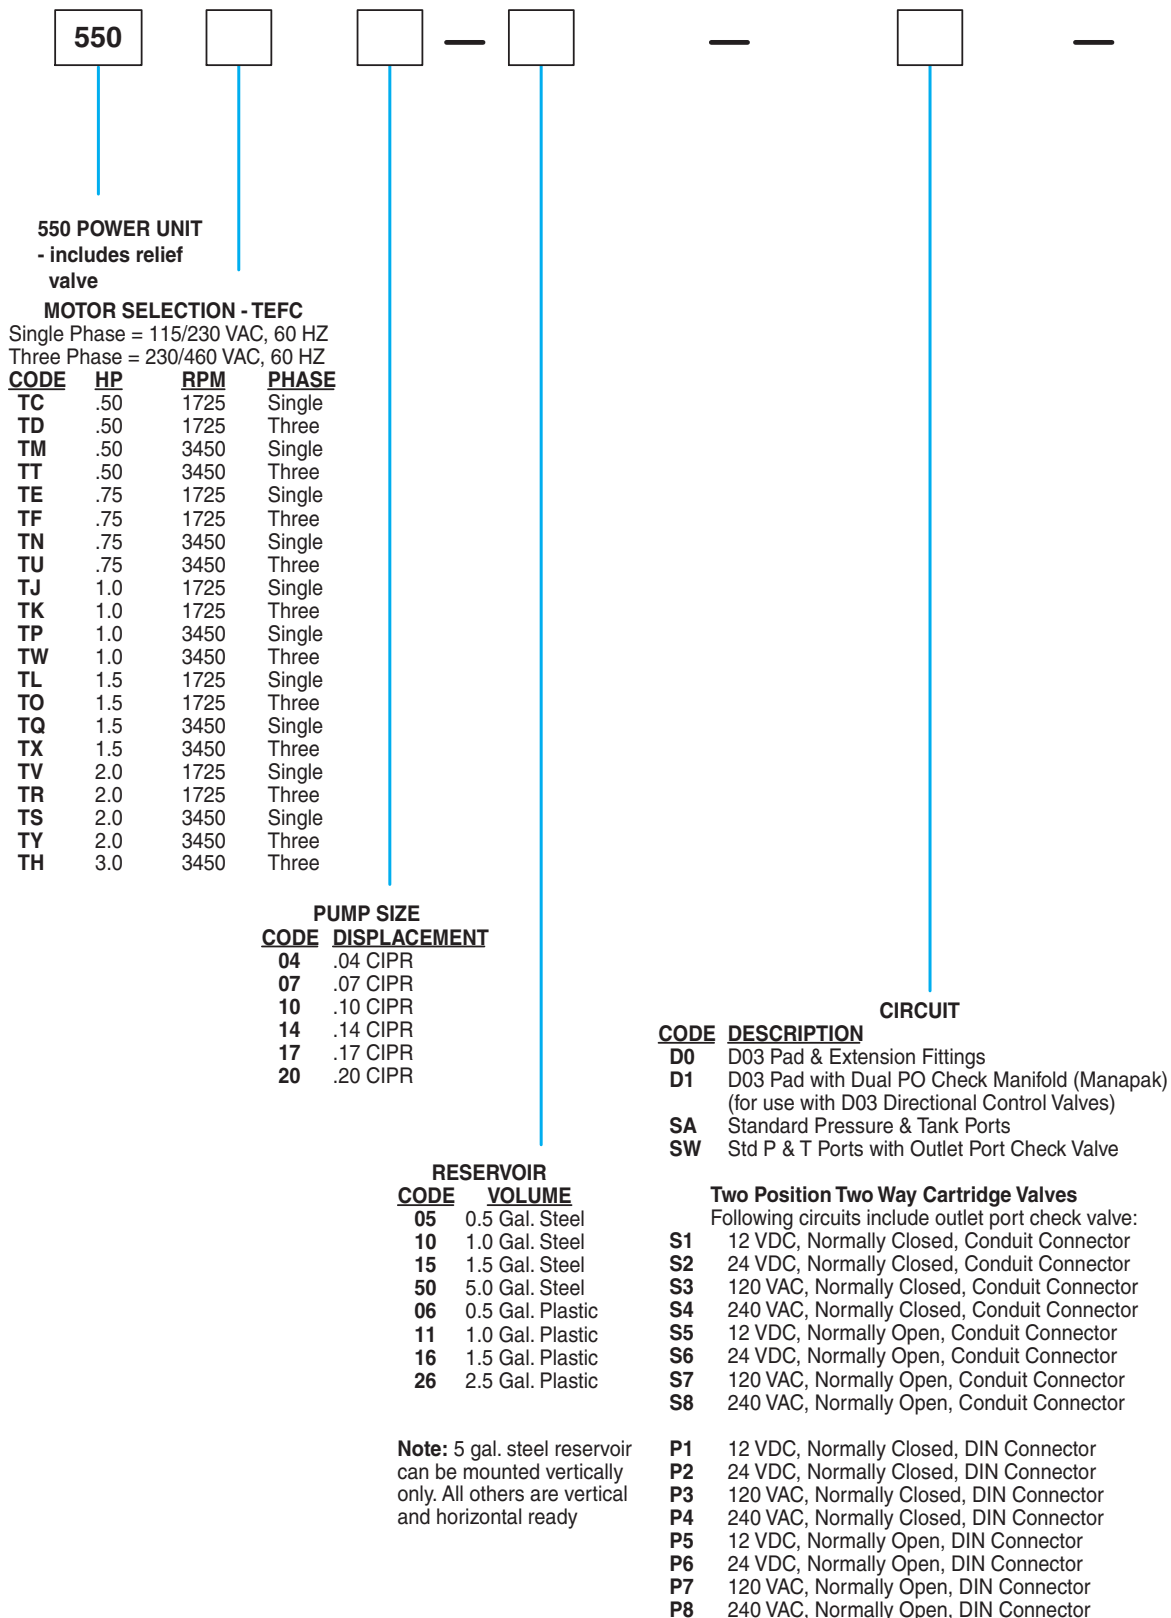 550
550 POWER UNIT
- includes relief
valve
MOTOR SELECTION - TEFC
Single Phase = 115/230 VAC, 60 HZ
Three Phase = 230/460 VAC, 60 HZ
CODE HP RPM PHASE
TC .50 1725 Single
TD .50 1725 Three
TM .50 3450 Single
TT .50 3450 Three
TE .75 1725 Single
TF .75 1725 Three
TN .75 3450 Single
TU .75 3450 Three
TJ 1.0 1725 Single
TK 1.0 1725 Three
TP 1.0 3450 Single
TW 1.0 3450 Three
TL 1.5 1725 Single
TO 1.5 1725 Three
TQ 1.5 3450 Single
TX 1.5 3450 Three
TV 2.0 1725 Single
TR 2.0 1725 Three
TS 2.0 3450 Single
TY 2.0 3450 Three
TH 3.0 3450 Three
PUMP SIZE
CODE DISPLACEMENT
04 .04 CIPR
07 .07 CIPR
10 .10 CIPR
14 .14 CIPR
17 .17 CIPR
20 .20 CIPR
RESERVOIR
CODE VOLUME
05 0.5 Gal. Steel
10 1.0 Gal. Steel
15 1.5 Gal. Steel
50 5.0 Gal. Steel
06 0.5 Gal. Plastic
11 1.0 Gal. Plastic
16 1.5 Gal. Plastic
26 2.5 Gal. Plastic
Note: 5 gal. steel reservoir
can be mounted vertically
only. All others are vertical
and horizontal ready
CIRCUIT
CODE DESCRIPTION
D0 D03 Pad & Extension Fittings
D1 D03 Pad with Dual PO Check Manifold (Manapak)
(for use with D03 Directional Control Valves)
SA Standard Pressure & Tank Ports
SW Std P & T Ports with Outlet Port Check Valve
Two Position Two Way Cartridge Valves
Following circuits include outlet port check valve:
S1 12 VDC, Normally Closed, Conduit Connector
S2 24 VDC, Normally Closed, Conduit Connector
S3 120 VAC, Normally Closed, Conduit Connector
S4 240 VAC, Normally Closed, Conduit Connector
S5 12 VDC, Normally Open, Conduit Connector
S6 24 VDC, Normally Open, Conduit Connector
S7 120 VAC, Normally Open, Conduit Connector
S8 240 VAC, Normally Open, Conduit Connector
P1 12 VDC, Normally Closed, DIN Connector
P2 24 VDC, Normally Closed, DIN Connector
P3 120 VAC, Normally Closed, DIN Connector
P4 240 VAC, Normally Closed, DIN Connector
P5 12 VDC, Normally Open, DIN Connector
P6 24 VDC, Normally Open, DIN Connector
P7 120 VAC, Normally Open, DIN Connector
P8 240 VAC, Normally Open, DIN Connector